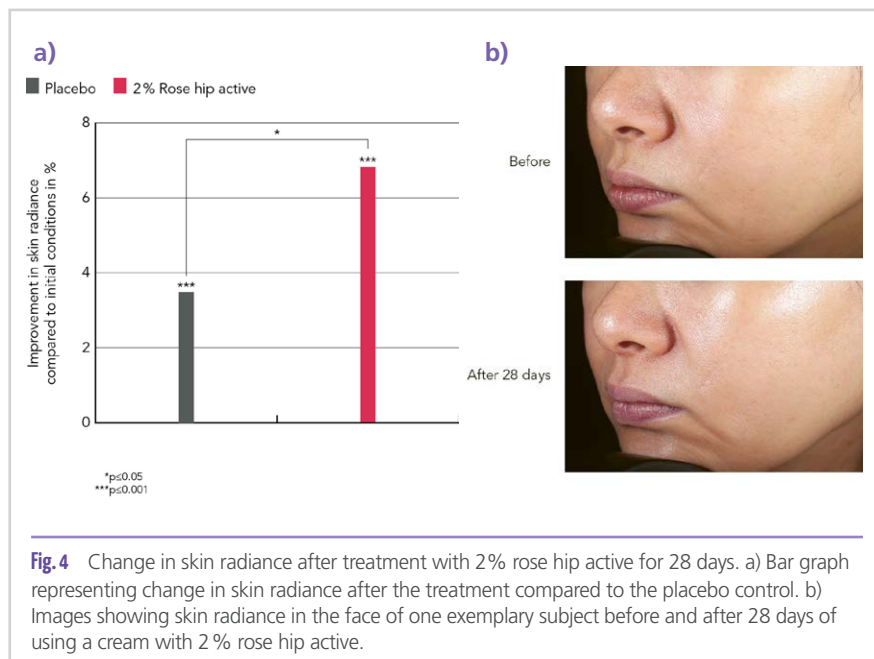 a)
Placebo 2% Rose hip active
8
6
4
2
0
Improvement in skin radiance
compared to initial conditions in %
*
***
***
*p≤0.05
***p≤0.001
b)
Before
After 28 days
Fig. 4 Change in skin radiance after treatment with 2% rose hip active for 28 days. a) Bar graph
representing change in skin radiance after the treatment compared to the placebo control. b)
Images showing skin radiance in the face of one exemplary subject before and after 28 days of
using a cream with 2% rose hip active.